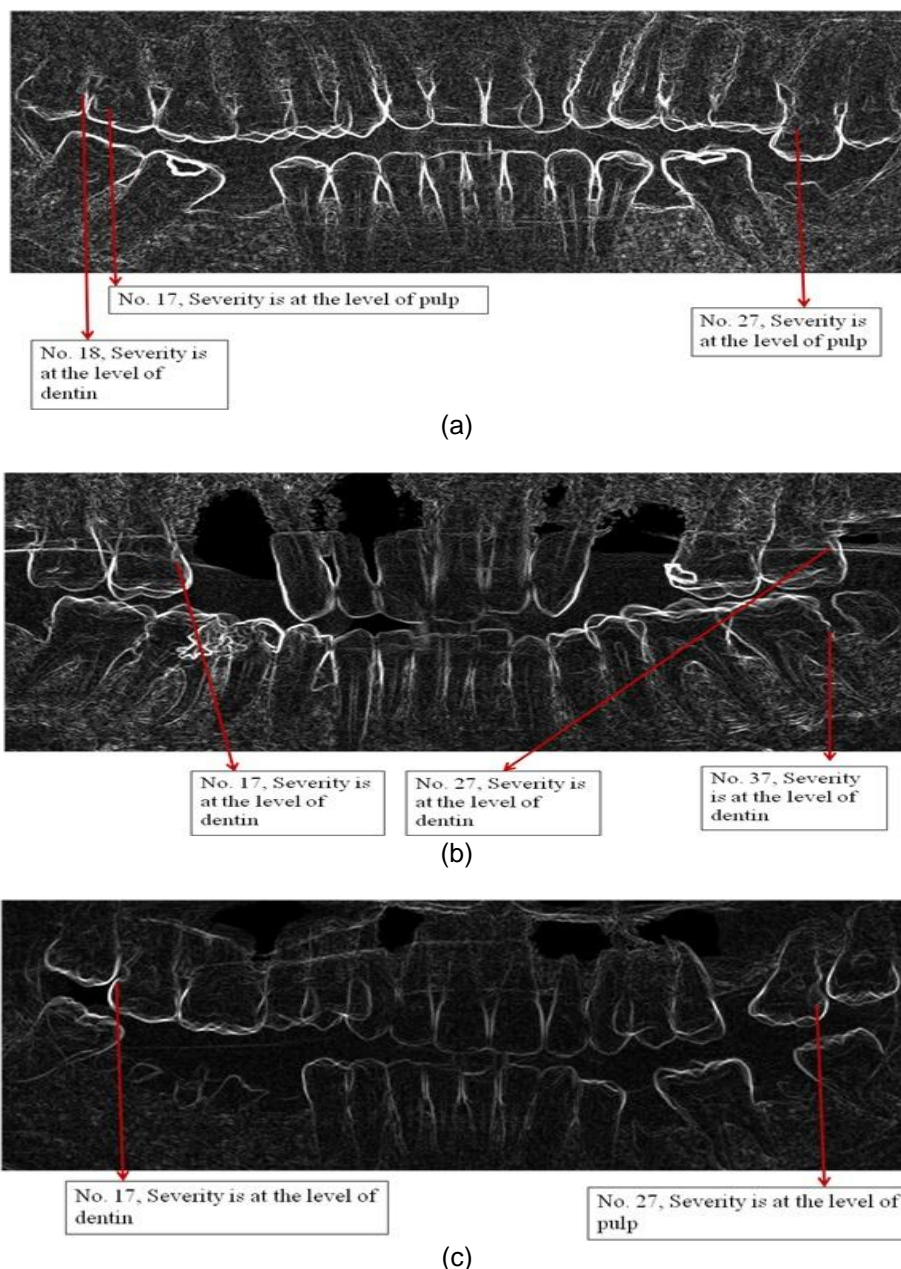 No. 17, Severity is at the level of pulp
No. 18, Severity is
at the level of
dentin
No. 27, Severity is
at the level of pulp
(a)
No. 17, Severity is
at the level of
dentin
No. 27, Severity is
at the level of
dentin
No. 37, Severity
is at the level of
dentin
(b)
No. 17, Severity is at the level of
dentin
No. 27, Severity is at the level of
pulp
(c)